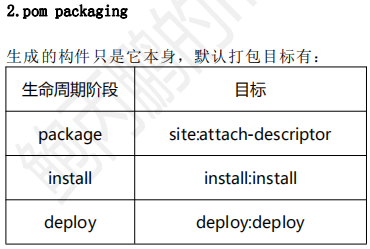 2.pom packaging
生成的构件只是它本身，默认打包目标有：
生命周期阶段 目标
package site:attach-descriptor
install install:install
deploy deploy:deploy